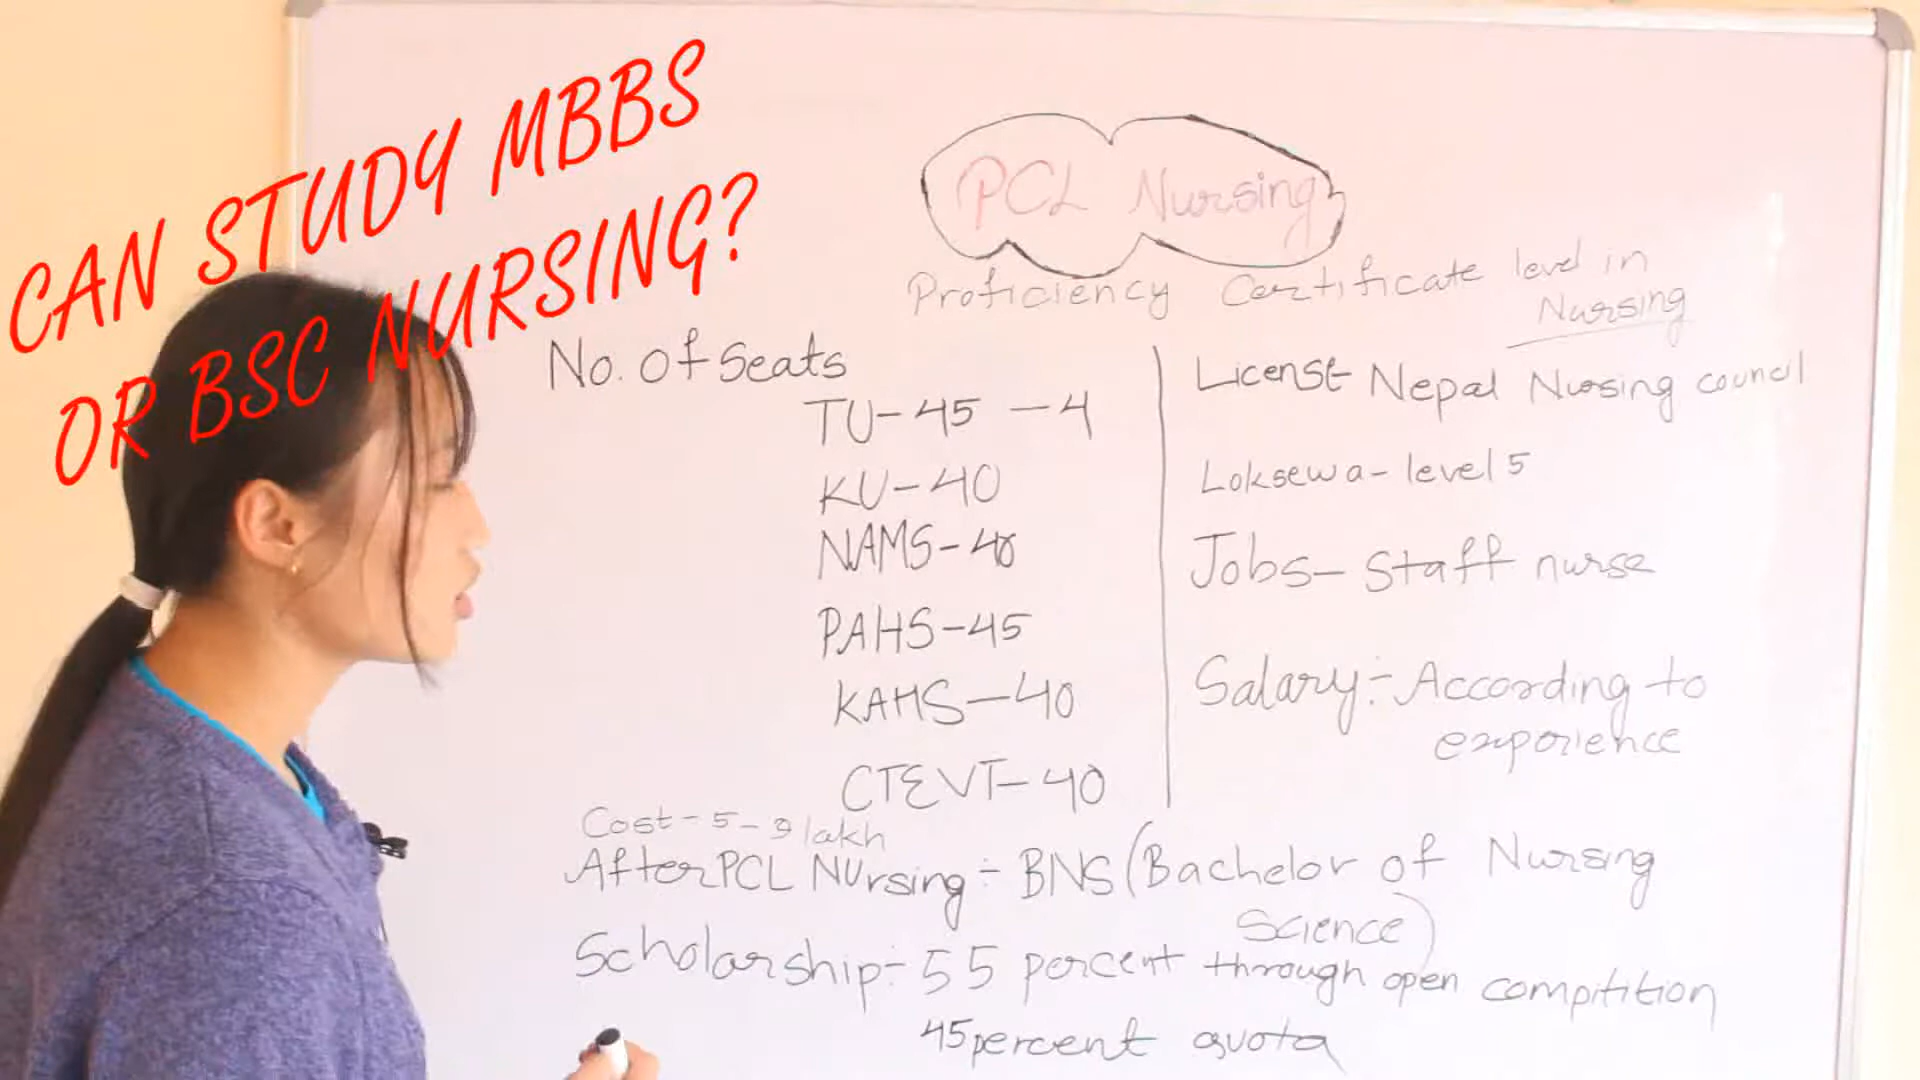 CAN STUDY MBBS
OR BSC NURSING?
PCL Nursing
Proficiency Certificate level in
Nursing
No. of Seats
TU-45 -4
KU-40
NAMS-40
PAHS-45
KAHS-40
CTEVT-40
License- Nepal Nursing council
Loksewa- level 5
Jobs- Staff nurse
Salary:- According to
experience
Cost-5-9 lakh
After PCL Nursing:- BNS (Bachelor of Nursing
Science)
Scholarship:- 55 percent through open compitition
45 percent quota